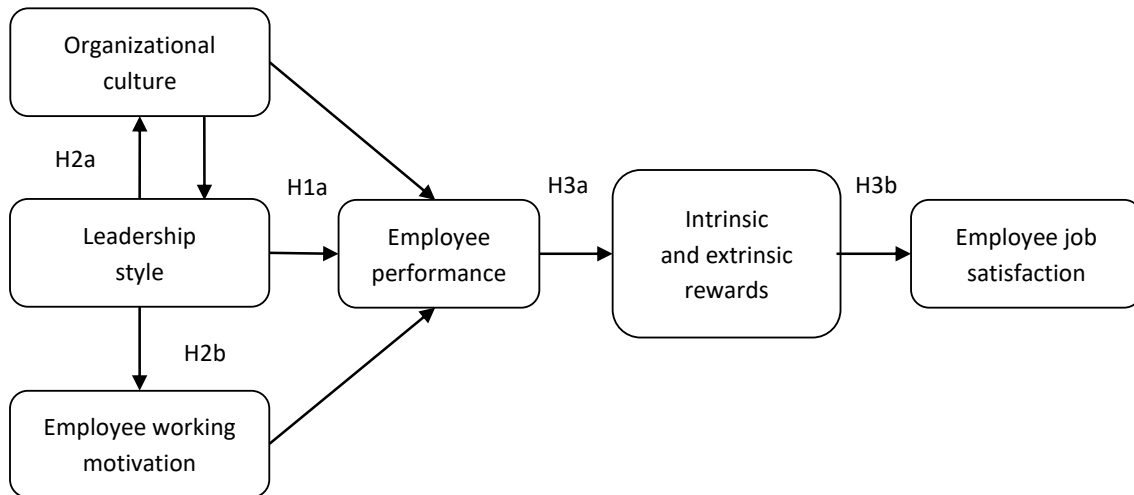 Organizational
culture
H2a
H1a
H3a
H3b
Leadership
style
Employee
performance
Intrinsic
and extrinsic
rewards
Employee job
satisfaction
H2b
Employee working
motivation